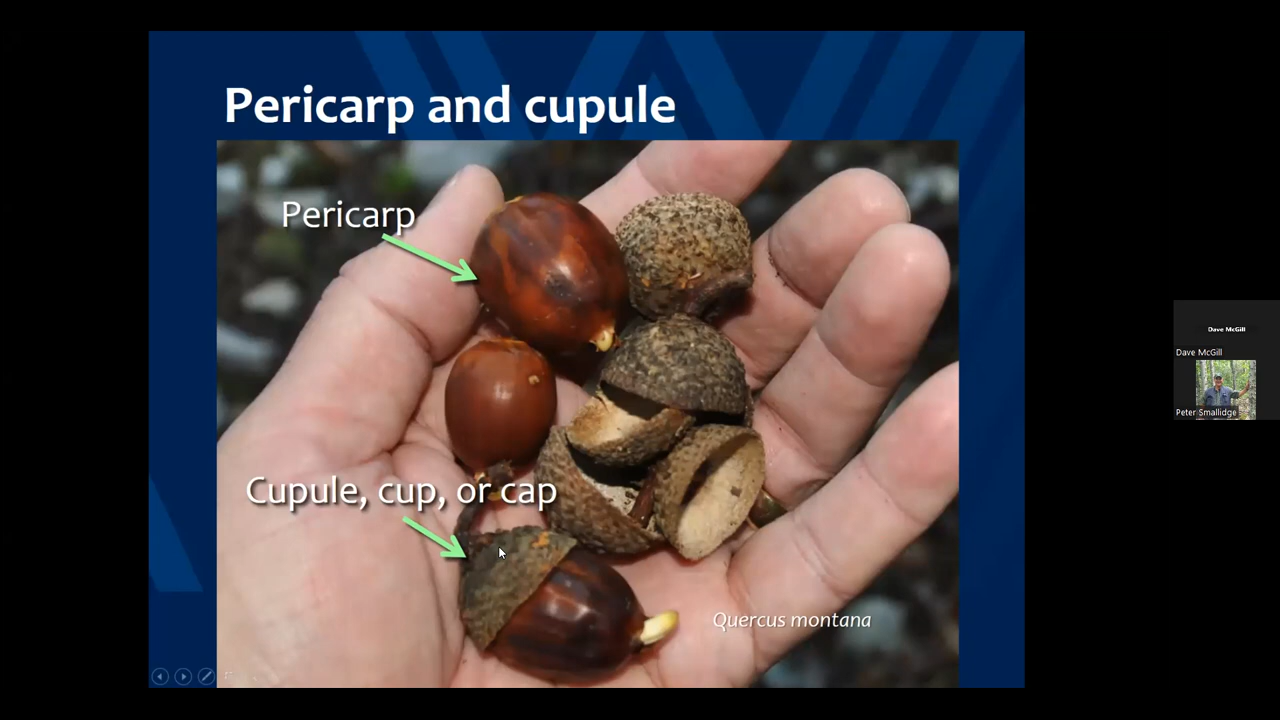 Pericarp and cupule
Pericarp
Cupule, cup, or cap
Quercus montana
Dave McGill
Dave McGill
Peter Smallidge